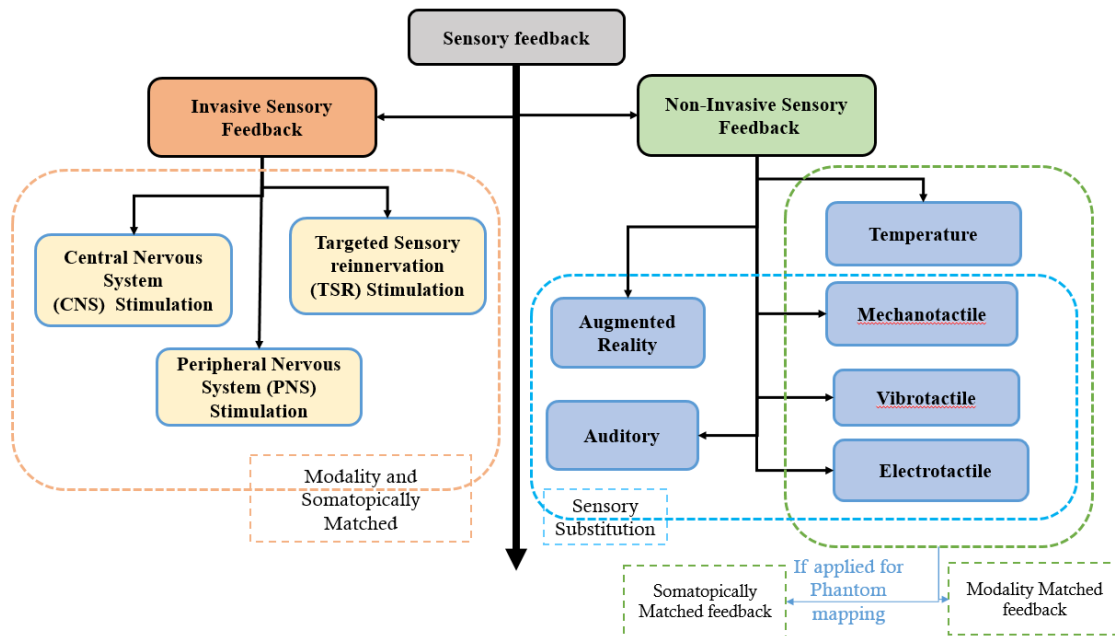 Sensory feedback
Invasive Sensory
Feedback
Non-Invasive Sensory
Feedback
Central Nervous
System
(CNS)  Stimulation
Targeted Sensory
reinnervation
(TSR) Stimulation
Peripheral Nervous
System (PNS)
Stimulation
Modality and
Somatopically
Matched
Temperature
Augmented
Reality
Mechanotactile
Vibrotactile
Auditory
Electrotactile
Sensory
Substitution
If applied for
Phantom
mapping
Somatopically
Matched feedback
Modality Matched
feedback